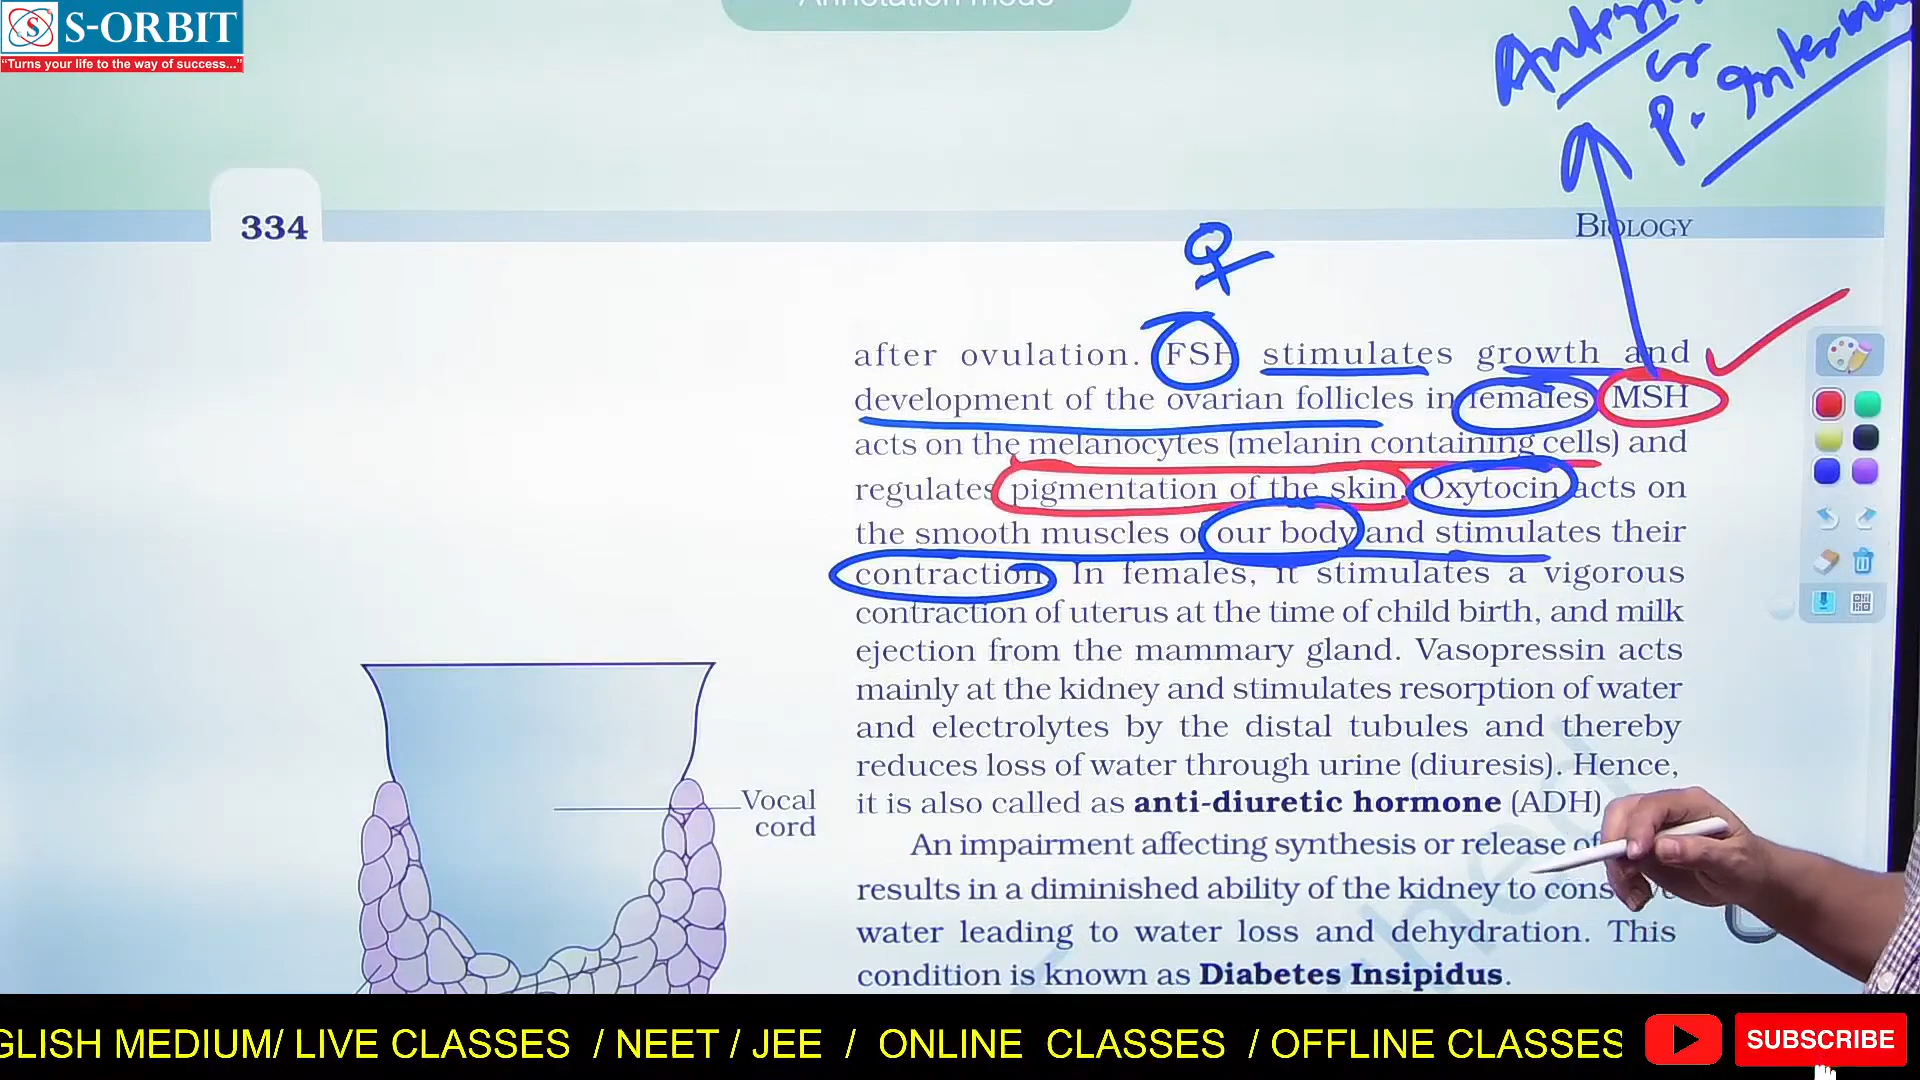 Annotation mode
S-ORBIT
"Turns your life to the way of success..."
or
P.
334
BIOLOGY
after ovulation. FSH stimulates growth and
development of the ovarian follicles in females MSH
acts on the melanocytes (melanin containing cells) and
regulates pigmentation of the skin. Oxytocin acts on
the smooth muscles of our body and stimulates their
contraction. In females, it stimulates a vigorous
contraction of uterus at the time of child birth, and milk
ejection from the mammary gland. Vasopressin acts
mainly at the kidney and stimulates resorption of water
and electrolytes by the distal tubules and thereby
reduces loss of water through urine (diuresis). Hence,
it is also called as anti-diuretic hormone (ADH)
An impairment affecting synthesis or release of
results in a diminished ability of the kidney to
water leading to water loss and dehydration. This
condition is known as Diabetes Insipidus.
Vocal
cord
GLISH MEDIUM/ LIVE CLASSES / NEET / JEE / ONLINE CLASSES / OFFLINE CLASSES
SUBSCRIBE